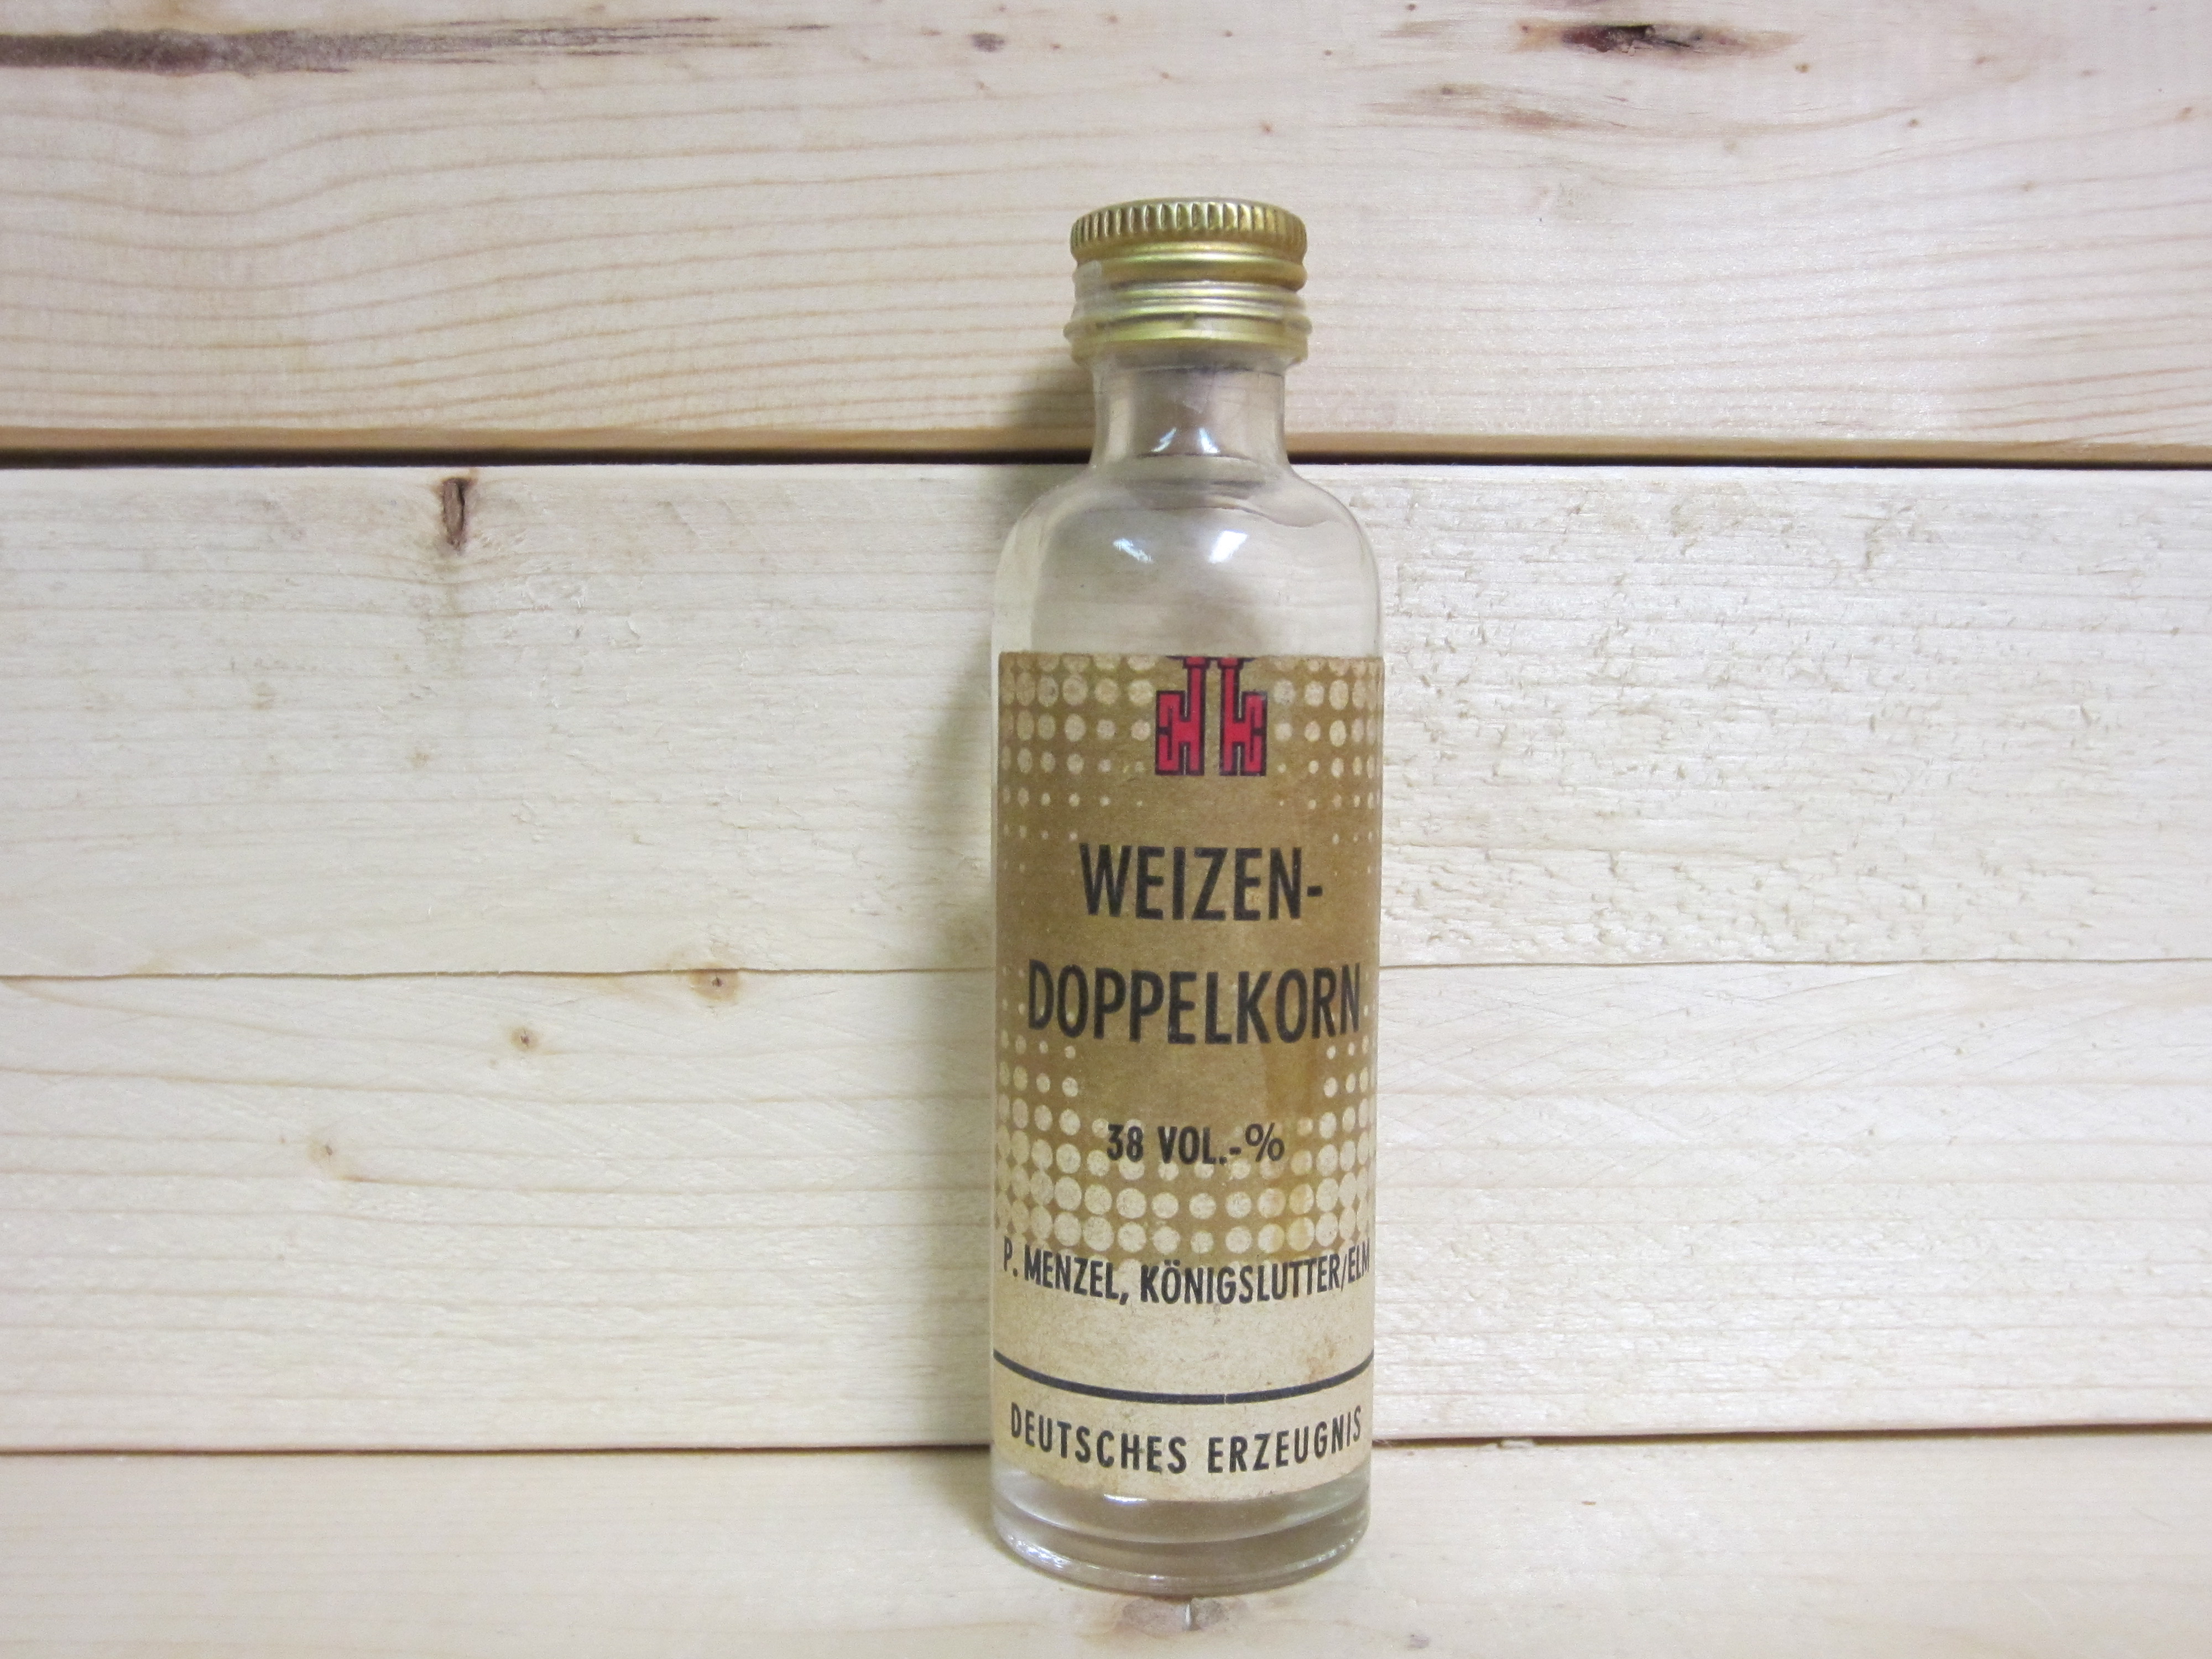 WEIZEN-
DOPPELKORN
38 VOL.-%
P. MENZEL, KÖNIGSLUTTER/ELM
DEUTSCHES ERZEUGNIS